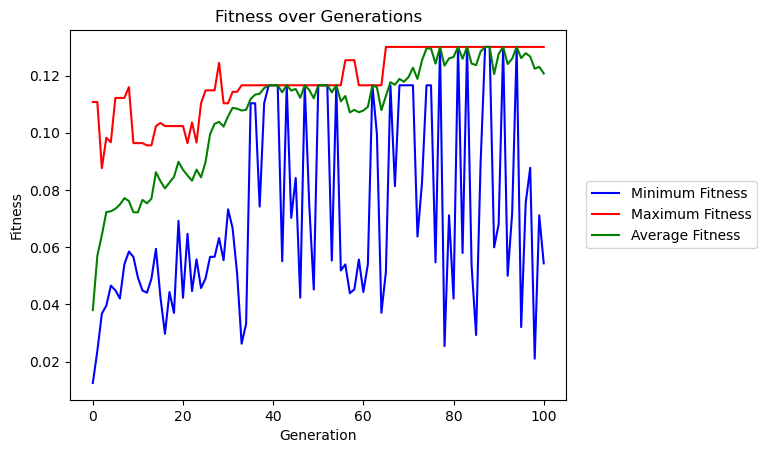 Fitness over Generations
Fitness
0.12
0.10
0.08
0.06
0.04
0.02
0
20
40
60
80
100
Generation
Minimum Fitness
Maximum Fitness
Average Fitness